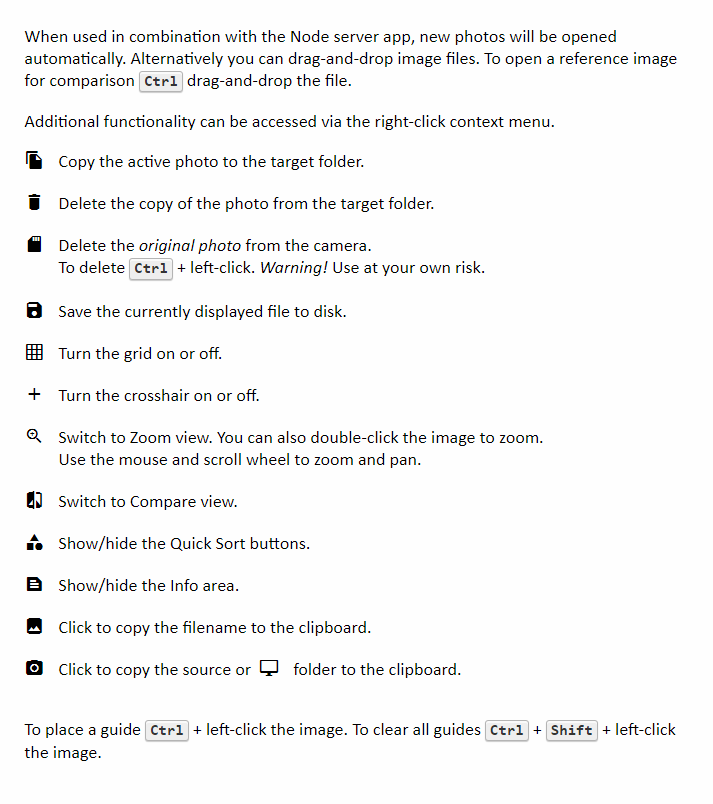 When used in combination with the Node server app, new photos will be opened
automatically. Alternatively you can drag-and-drop image files. To open a reference image
for comparison Ctrl drag-and-drop the file.
Additional functionality can be accessed via the right-click context menu.
Copy the active photo to the target folder.
Delete the copy of the photo from the target folder.
Delete the original photo from the camera.
To delete Ctrl + left-click. Warning! Use at your own risk.
Save the currently displayed file to disk.
Turn the grid on or off.
Turn the crosshair on or off.
Switch to Zoom view. You can also double-click the image to zoom.
Use the mouse and scroll wheel to zoom and pan.
Switch to Compare view.
Show/hide the Quick Sort buttons.
Show/hide the Info area.
Click to copy the filename to the clipboard.
Click to copy the source or folder to the clipboard.
To place a guide Ctrl + left-click the image. To clear all guides Ctrl + Shift + left-click
the image.